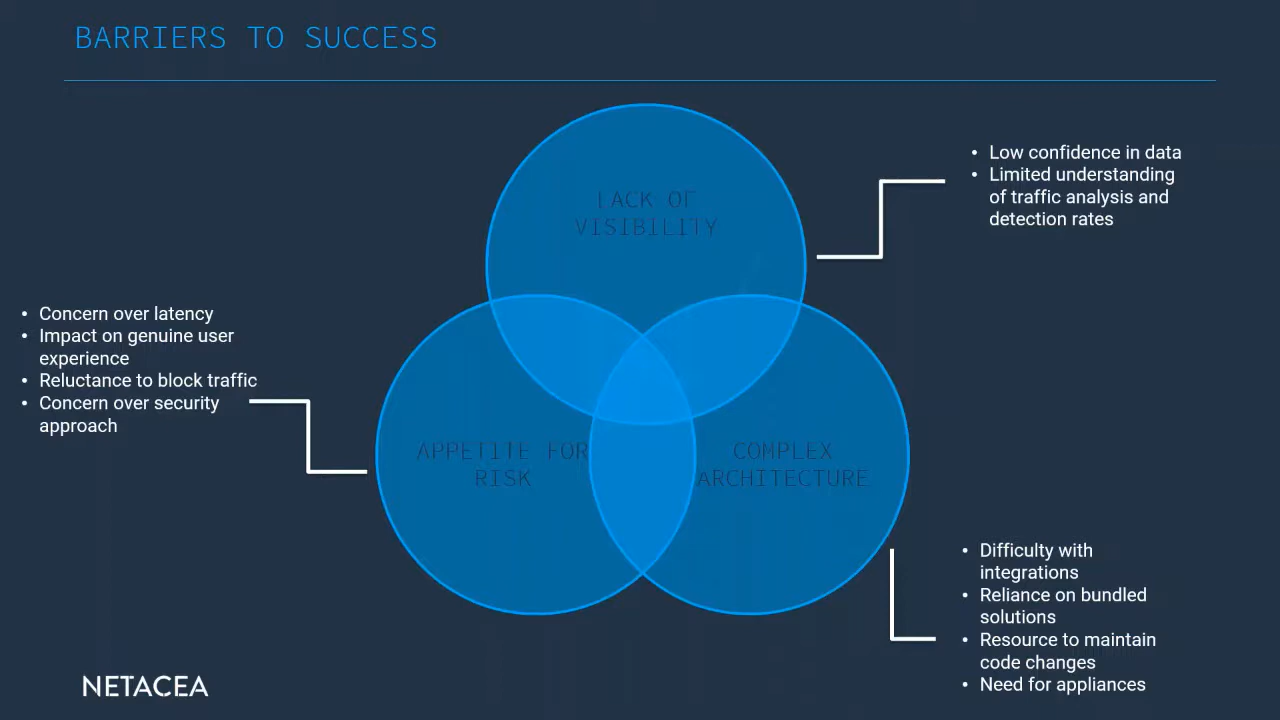 BARRIERS TO SUCCESS
LACK OF
VISIBILITY
• Low confidence in data
• Limited understanding
of traffic analysis and
detection rates
• Concern over latency
• Impact on genuine user
experience
• Reluctance to block traffic
• Concern over security
approach
APPETITE FOR
RISK
COMPLEX
ARCHITECTURE
• Difficulty with
integrations
• Reliance on bundled
solutions
• Resource to maintain
code changes
• Need for appliances
NETACEA